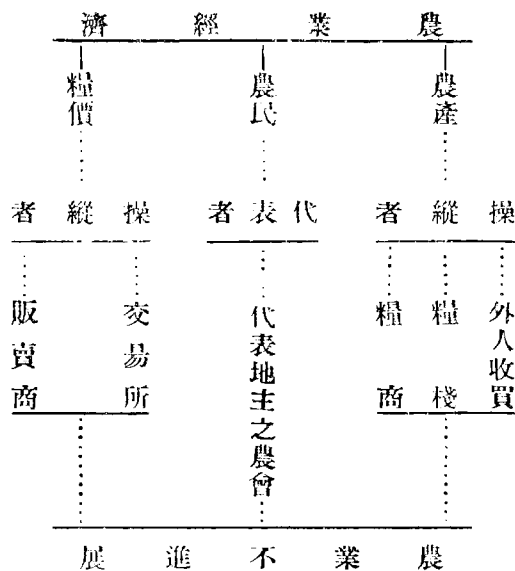 農業經濟
農產
農民
糧價
操縱者
代表者
操縱者
外人收買
糧棧
糧商
代表地主之農會
交易所
販賣商
農業不進展